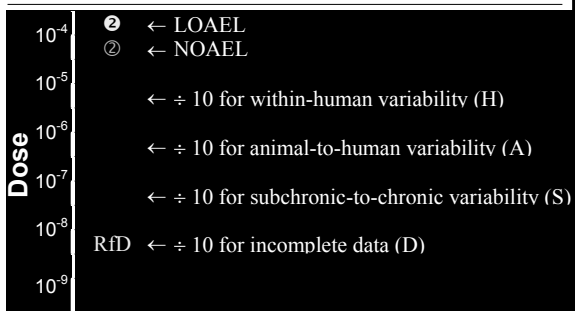 10-4 ❷ ← LOAEL
② ← NOAEL
10-5
← ÷ 10 for within-human variability (H)
10-6
← ÷ 10 for animal-to-human variability (A)
Dose
10-7
← ÷ 10 for subchronic-to-chronic variability (S)
10-8
RfD ← ÷ 10 for incomplete data (D)
10-9